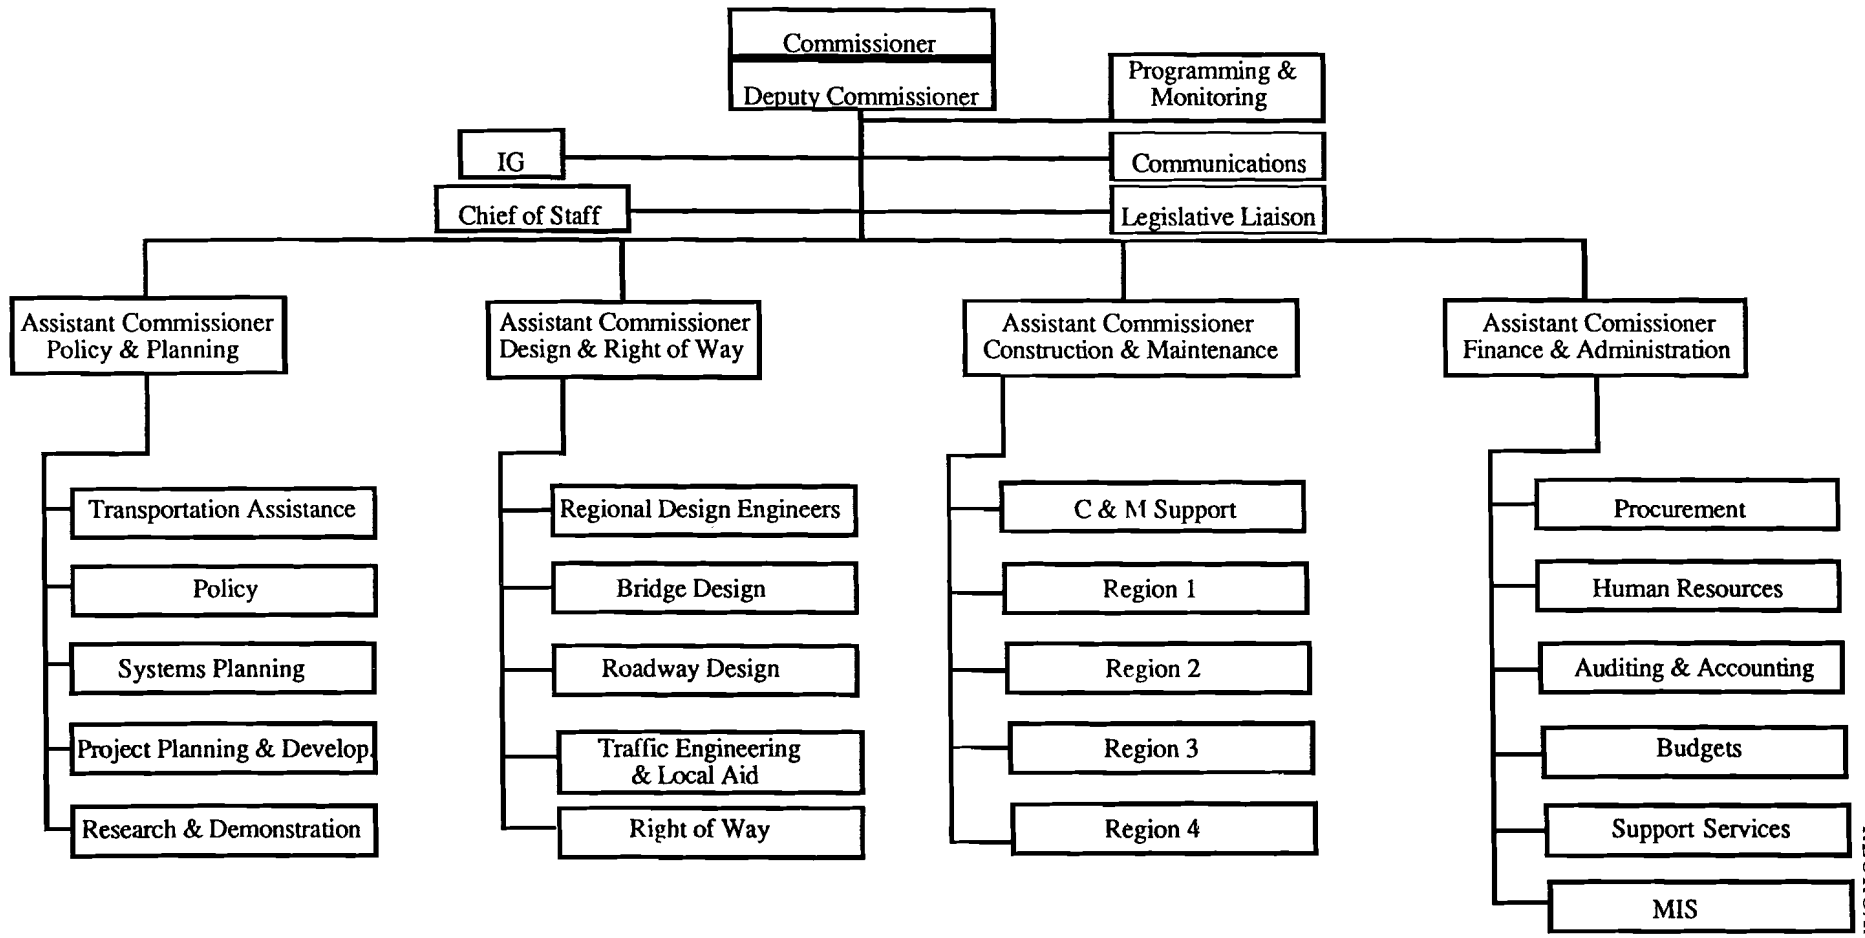 Commissioner
Deputy Commissioner
Programming &
Monitoring
IG
Communications
Chief of Staff
Legislative Liaison
Assistant Commissioner
Policy & Planning
Assistant Commissioner
Design & Right of Way
Assistant Commissioner
Construction & Maintenance
Assistant Comissioner
Finance & Administration
Transportation Assistance
Policy
Systems Planning
Project Planning & Develop.
Research & Demonstration
Regional Design Engineers
Bridge Design
Roadway Design
Traffic Engineering
& Local Aid
Right of Way
C & M Support
Region 1
Region 2
Region 3
Region 4
Procurement
Human Resources
Auditing & Accounting
Budgets
Support Services
MIS